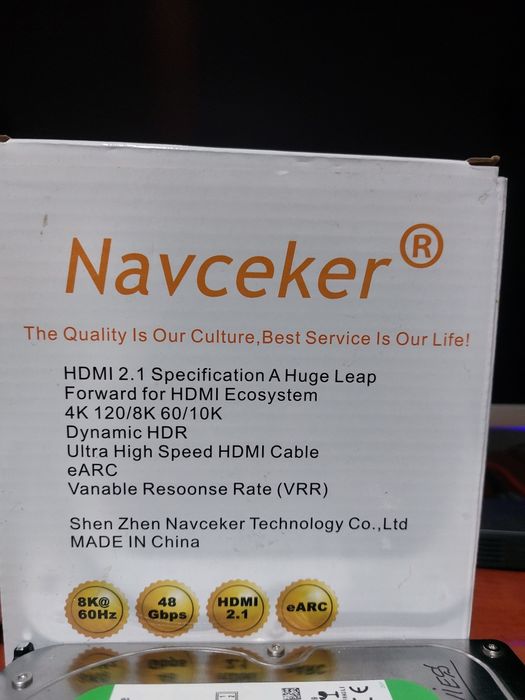 Navceker®
The Quality Is Our Culture,Best Service Is Our Life!
HDMI 2.1 Specification A Huge Leap
Forward for HDMI Ecosystem
4K 120/8K 60/10K
Dynamic HDR
Ultra High Speed HDMI Cable
eARC
Vanable Resoonse Rate (VRR)
Shen Zhen Navceker Technology Co.,Ltd
MADE IN China
8K@
60Hz
48
Gbps
HDMI
2.1
eARC